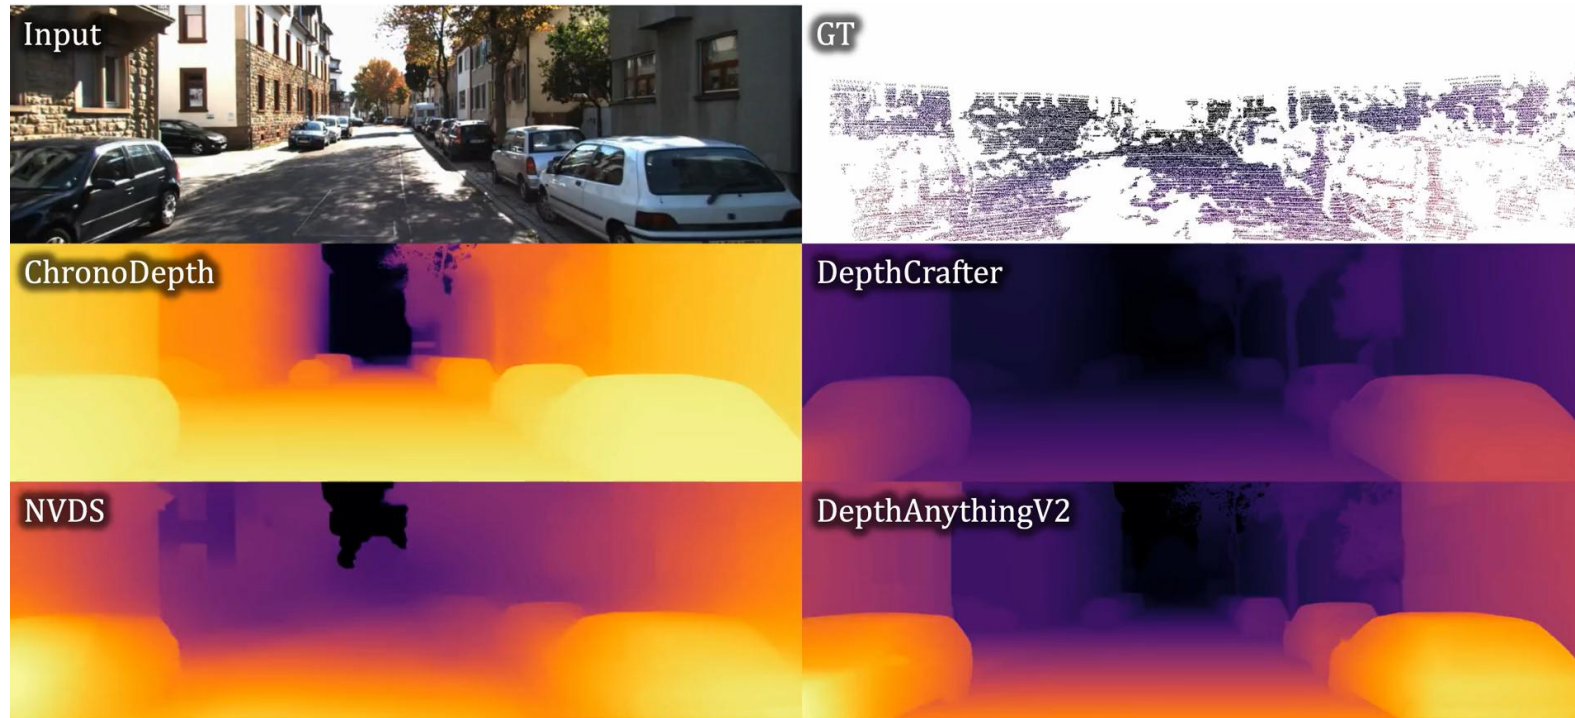 Input
GT
ChronoDepth
DepthCrafter
NVDS
DepthAnythingV2